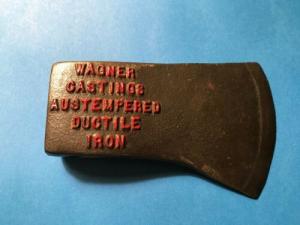 WAGNER
CASTINGS
AUSTEMPERED
DUCTILE
IRON